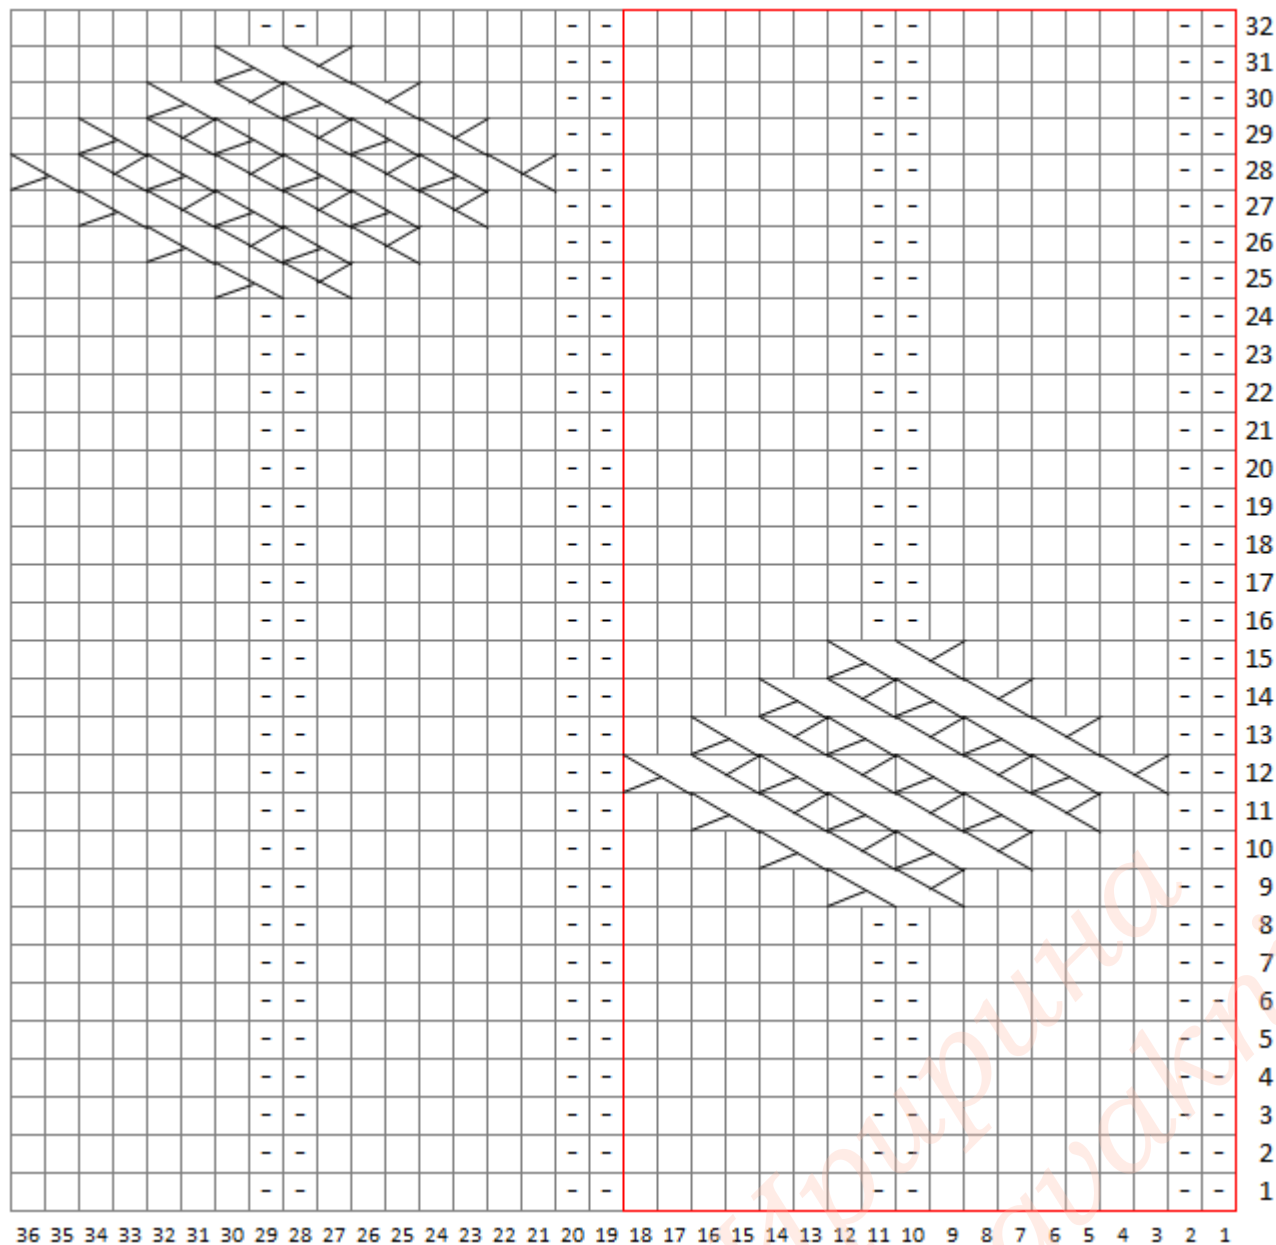 - - - - - - - - 32
- - - - - - 31
- - - - - - 30
- - - - - - 29
- - - - - - 28
- - - - - - 27
- - - - - - 26
- - - - - - 25
- - - - - - - - 24
- - - - - - - - 23
- - - - - - - - 22
- - - - - - - - 21
- - - - - - - - 20
- - - - - - - - 19
- - - - - - - - 18
- - - - - - - - 17
- - - - - - - - 16
- - - - - - 15
- - - - - - 14
- - - - - - 13
- - - - - - 12
- - - - - - 11
- - - - - - 10
- - - - - - 9
- - - - - - - - 8
- - - - - - - - 7
- - - - - - - - 6
- - - - - - - - 5
- - - - - - - - 4
- - - - - - - - 3
- - - - - - - - 2
- - - - - - - - 1
36 35 34 33 32 31 30 29 28 27 26 25 24 23 22 21 20 19 18 17 16 15 14 13 12 11 10 9 8 7 6 5 4 3 2 1